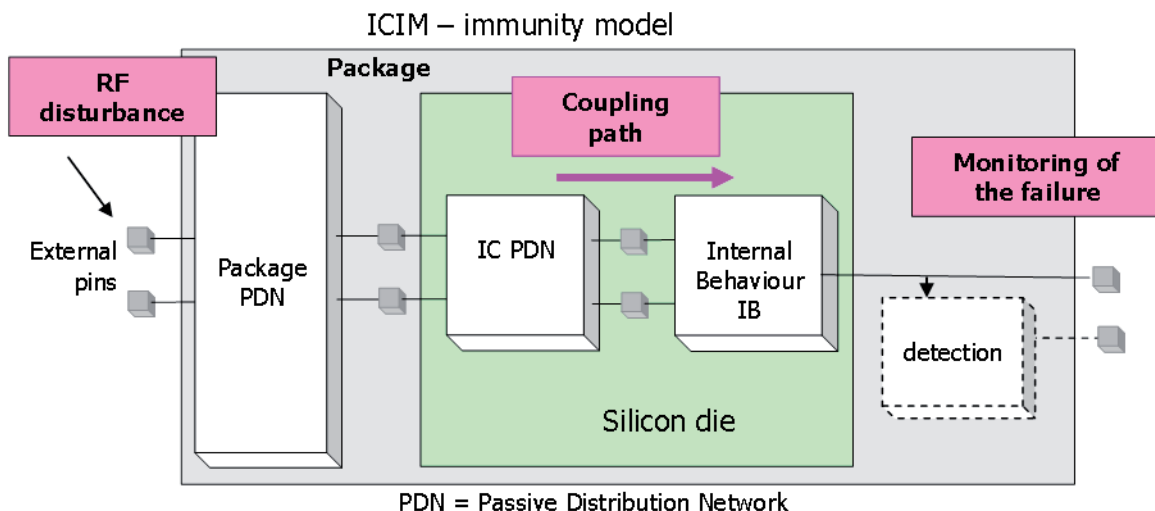 ICIM – immunity model
Package
RF
disturbance
Coupling
path
Monitoring of
the failure
External
pins
Package
PDN
IC PDN
Internal
Behaviour
IB
detection
Silicon die
PDN = Passive Distribution Network